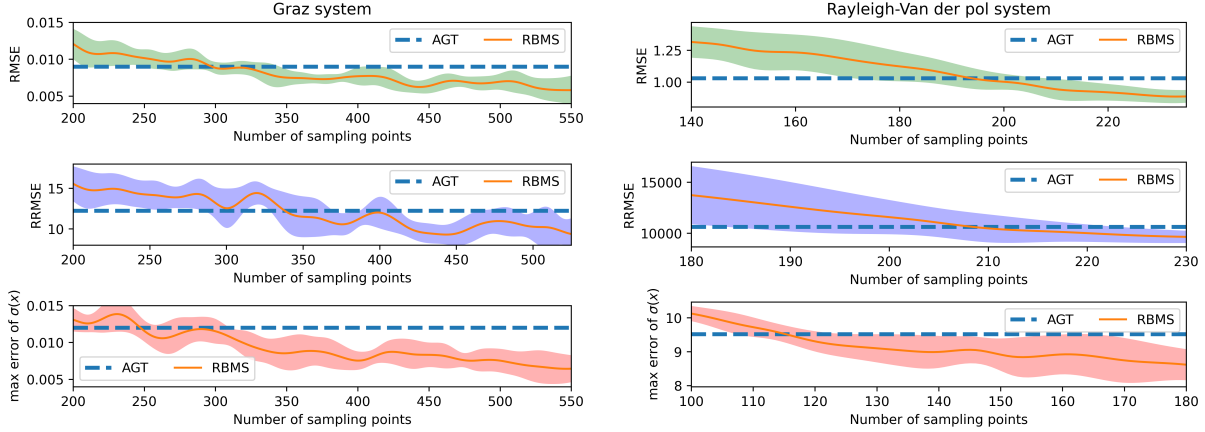 Graz system
0.015
0.010
0.005
RMSE
AGT RBMS
200 250 300 350 400 450 500 550
Number of sampling points
15
10
RRMSE
AGT RBMS
200 250 300 350 400 450 500
Number of sampling points
0.015
0.010
0.005
max error of σ(x)
AGT RBMS
200 250 300 350 400 450 500 550
Number of sampling points
Rayleigh-Van der pol system
1.25
1.00
RMSE
AGT RBMS
140 160 180 200 220
Number of sampling points
15000
10000
RRMSE
AGT RBMS
180 190 200 210 220 230
Number of sampling points
10
9
8
max error of σ(x)
AGT RBMS
100 110 120 130 140 150 160 170 180
Number of sampling points